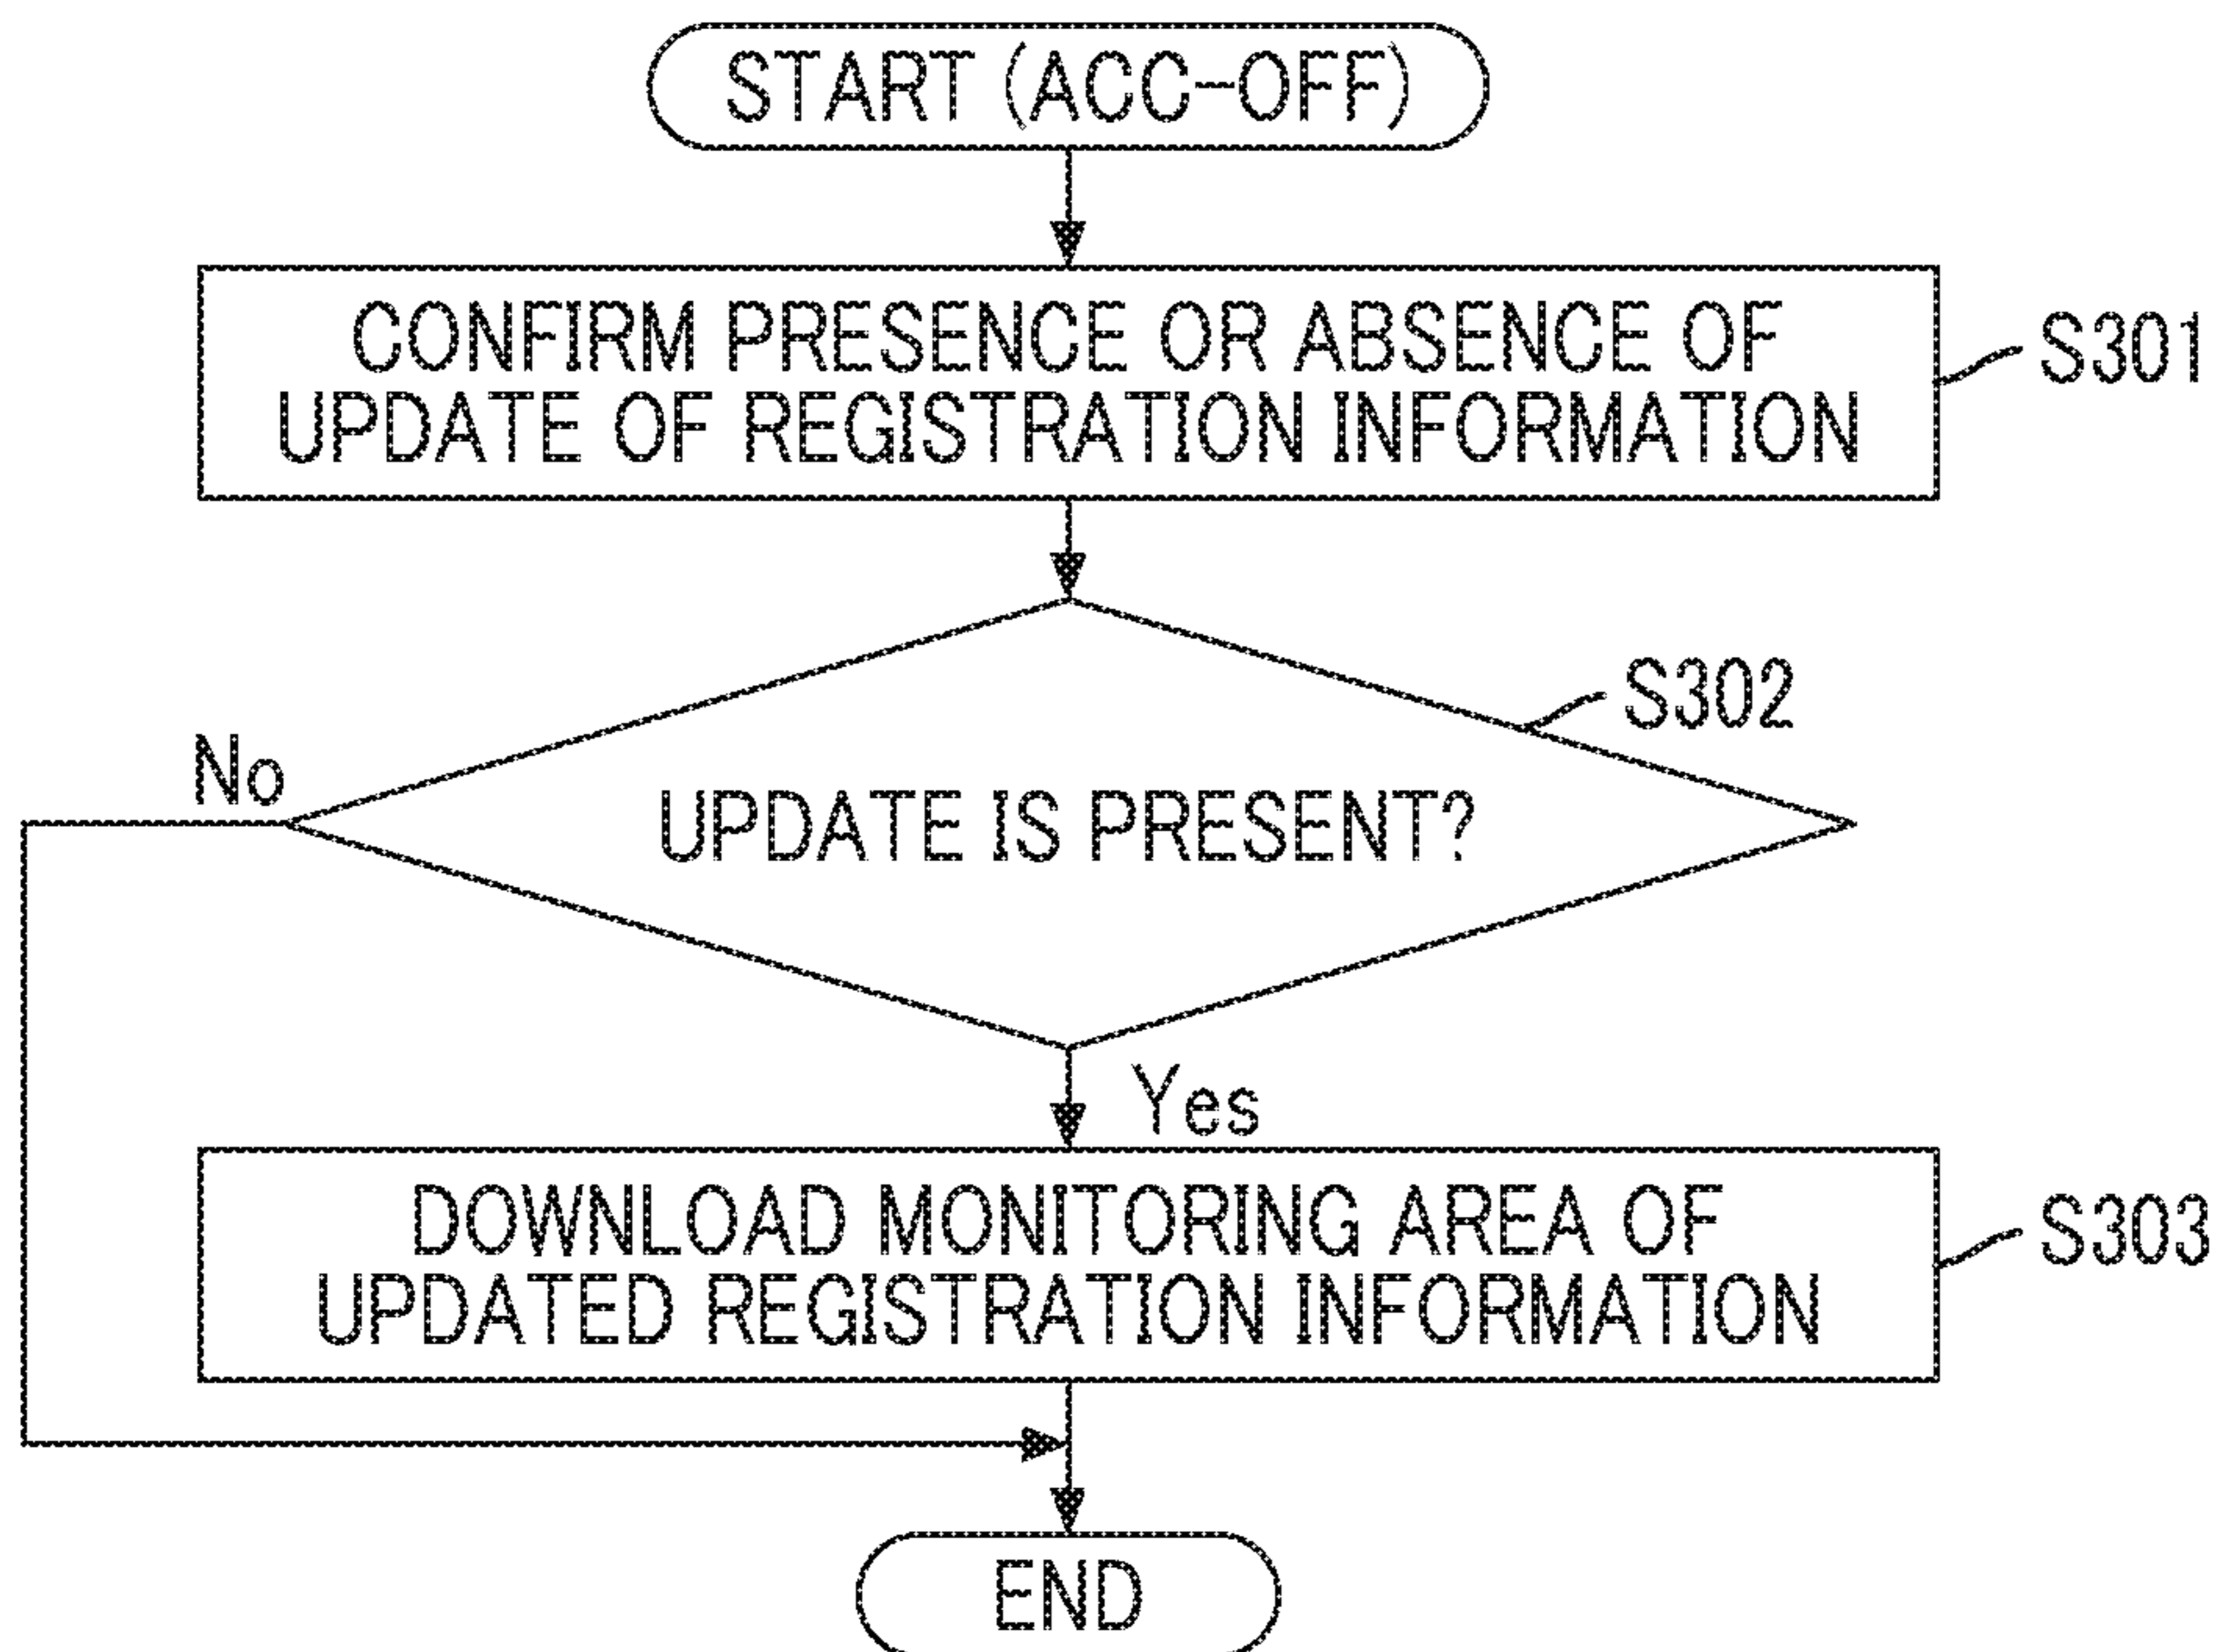 START (ACC-OFF)
CONFIRM PRESENCE OR ABSENCE OF
UPDATE OF REGISTRATION INFORMATION
S301
S302
No
UPDATE IS PRESENT?
Yes
DOWNLOAD MONITORING AREA OF
UPDATED REGISTRATION INFORMATION
S303
END